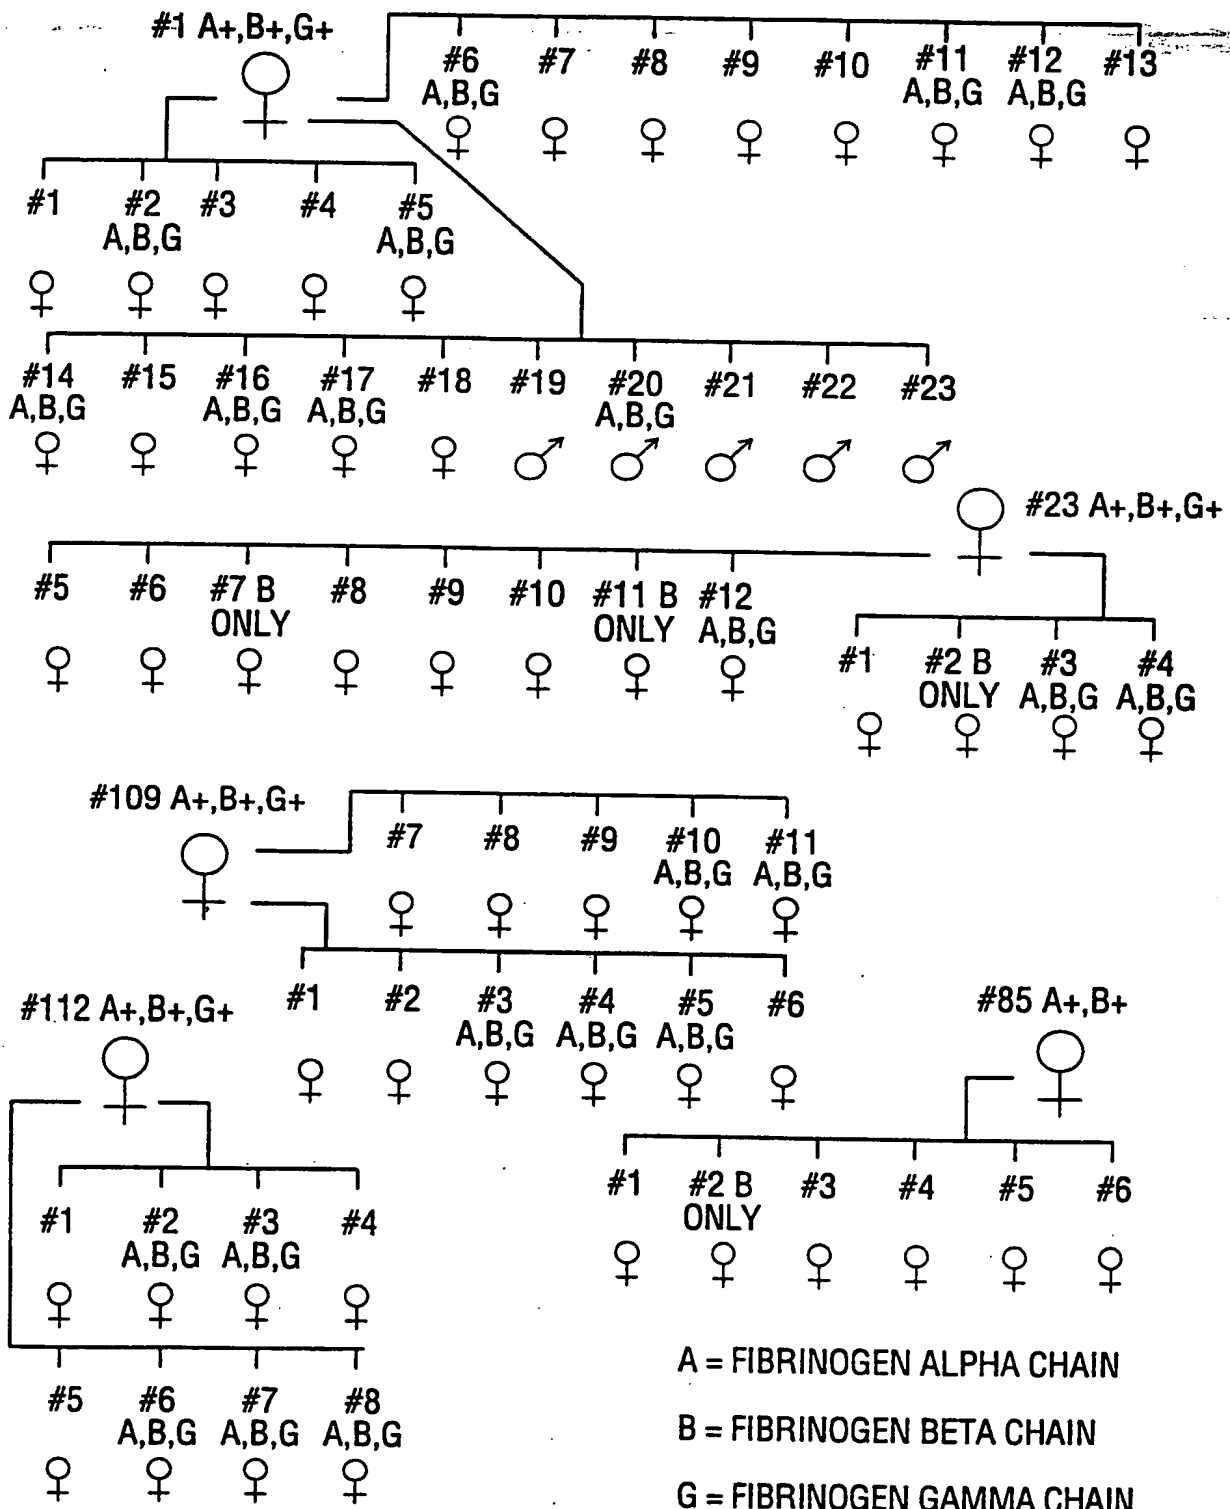 #1 A+,B+,G+
#6 #7 #8 #9 #10 #11 #12 #13
A,B,G A,B,G A,B,G
#1 #2 #3 #4 #5
A,B,G A,B,G
#14 #15 #16 #17 #18 #19 #20 #21 #22 #23
A,B,G A,B,G A,B,G A,B,G
#23 A+,B+,G+
#5 #6 #7 B #8 #9 #10 #11 B #12
ONLY ONLY A,B,G
#1 #2 B #3 #4
ONLY A,B,G A,B,G
#109 A+,B+,G+
#7 #8 #9 #10 #11
A,B,G A,B,G
#1 #2 #3 #4 #5 #6
A,B,G A,B,G A,B,G
#112 A+,B+,G+
#85 A+,B+
#1 #2 B #3 #4 #5 #6
ONLY
#1 #2 #3 #4
A,B,G A,B,G
#5 #6 #7 #8
A,B,G A,B,G A,B,G
A = FIBRINOGEN ALPHA CHAIN
B = FIBRINOGEN BETA CHAIN
G = FIBRINOGEN GAMMA CHAIN